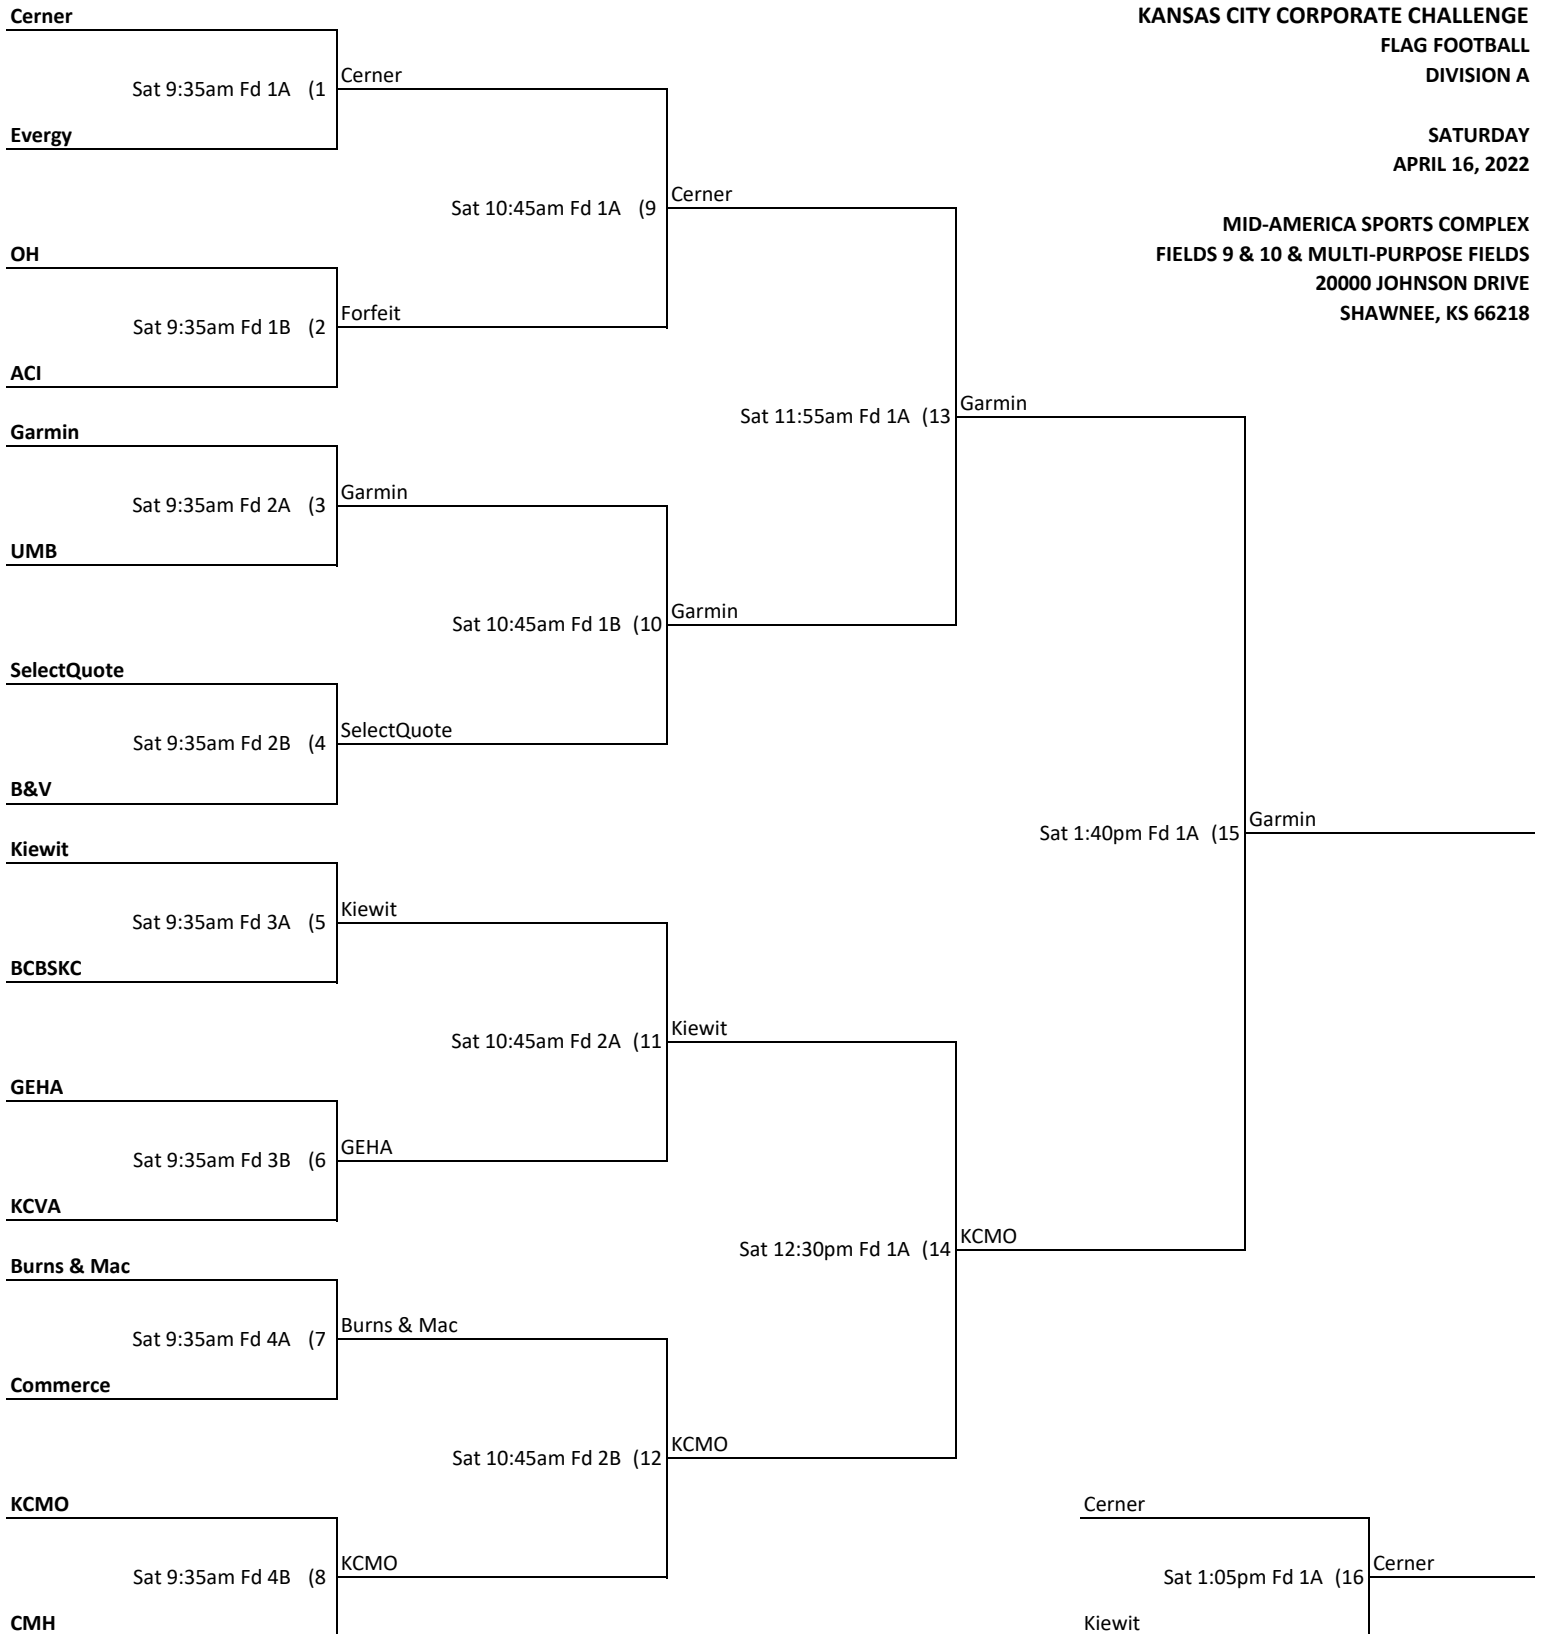 Cerner
KANSAS CITY CORPORATE CHALLENGE
FLAG FOOTBALL
DIVISION A
Sat 9:35am Fd 1A (1
Cerner
Evergy
SATURDAY
APRIL 16, 2022
Sat 10:45am Fd 1A (9
Cerner
MID-AMERICA SPORTS COMPLEX
FIELDS 9 & 10 & MULTI-PURPOSE FIELDS
20000 JOHNSON DRIVE
SHAWNEE, KS 66218
OH
Sat 9:35am Fd 1B (2
Forfeit
ACI
Sat 11:55am Fd 1A (13
Garmin
Garmin
Sat 9:35am Fd 2A (3
Garmin
UMB
Sat 10:45am Fd 1B (10
Garmin
SelectQuote
Sat 9:35am Fd 2B (4
SelectQuote
B&V
Sat 1:40pm Fd 1A (15
Garmin
Kiewit
Sat 9:35am Fd 3A (5
Kiewit
BCBSKC
Sat 10:45am Fd 2A (11
Kiewit
GEHA
Sat 9:35am Fd 3B (6
GEHA
KCVA
Sat 12:30pm Fd 1A (14
KCMO
Burns & Mac
Sat 9:35am Fd 4A (7
Burns & Mac
Commerce
Sat 10:45am Fd 2B (12
KCMO
KCMO
Cerner
Sat 9:35am Fd 4B (8
KCMO
Sat 1:05pm Fd 1A (16
Cerner
CMH
Kiewit